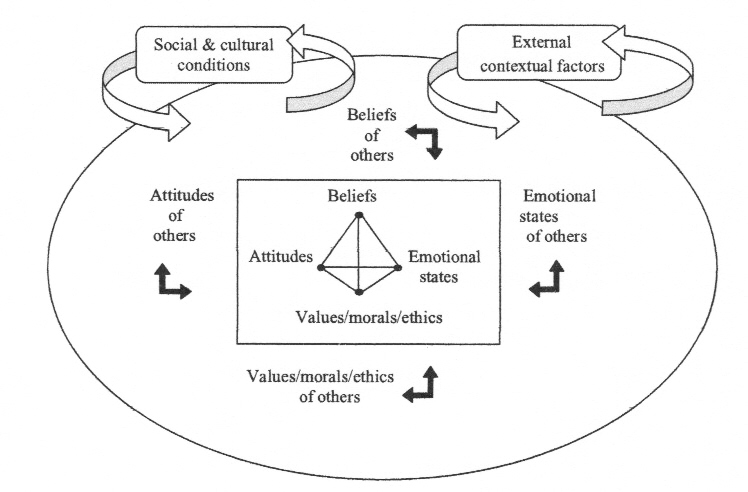 Social & cultural
conditions
External
contextual factors
Beliefs
of
others
Attitudes
of
others
Emotional
states
of others
Beliefs
Attitudes
Emotional
states
Values/morals/ethics
Values/morals/ethics
of others